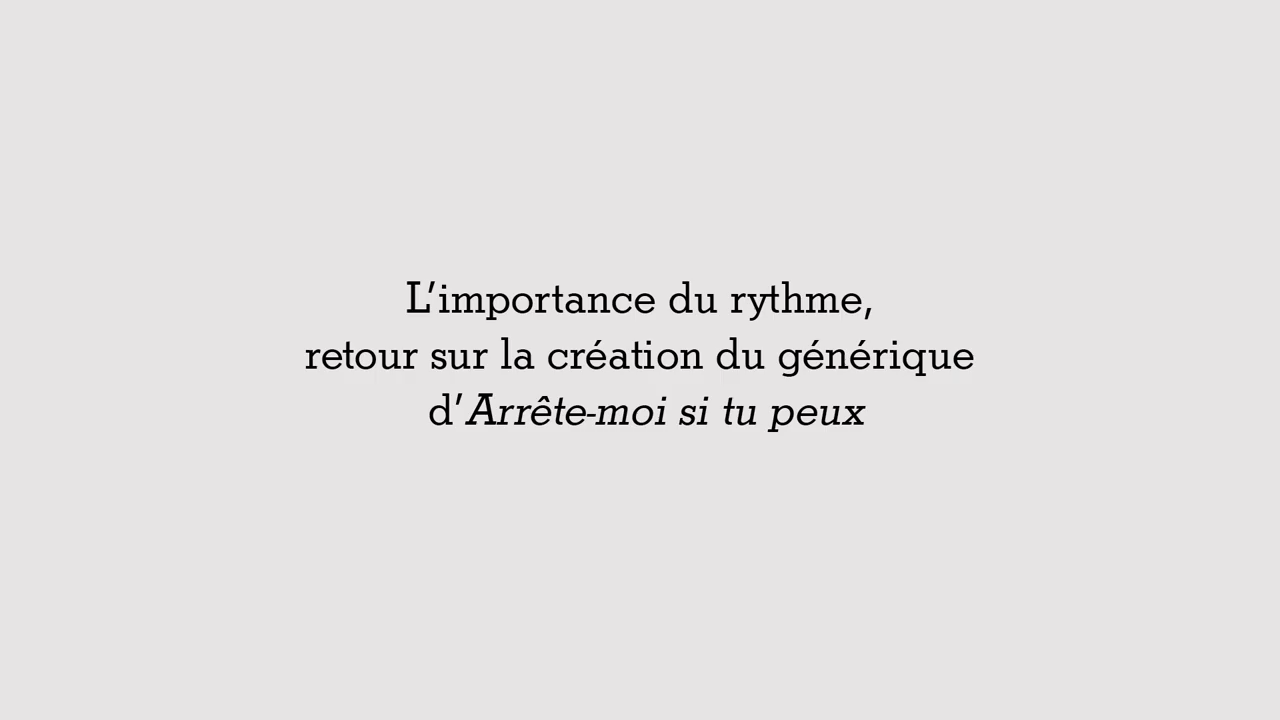 L’importance du rythme,
retour sur la création du générique
d’Arrête-moi si tu peux